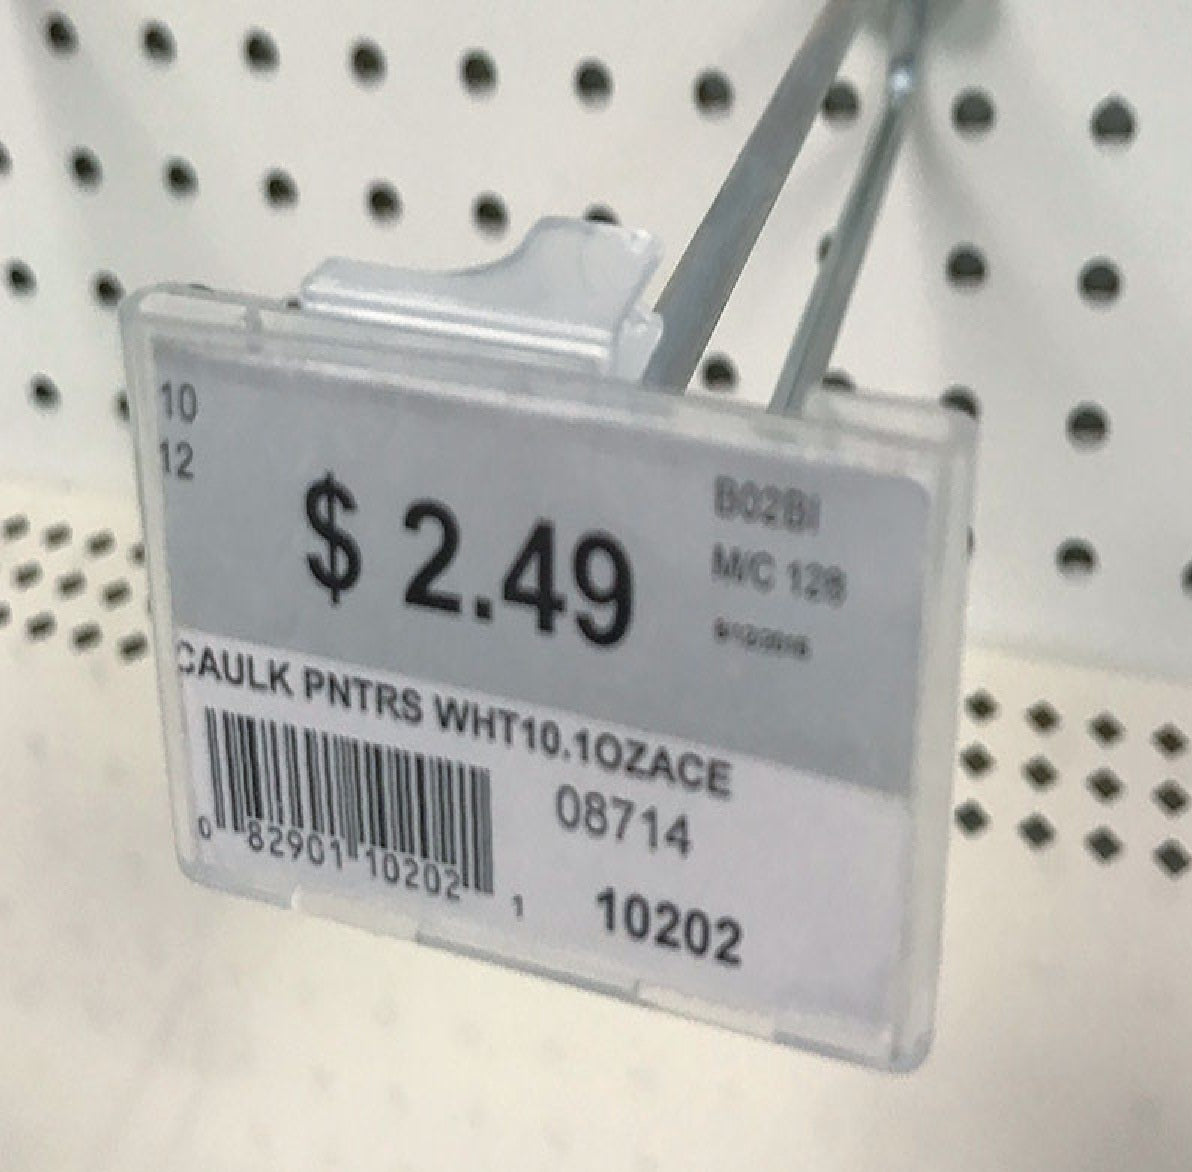 10
12
$ 2.49
B02BI
M/C 128
CAULK PNTRS WHT10.1OZACE
08714
0 82901 10202 1
10202